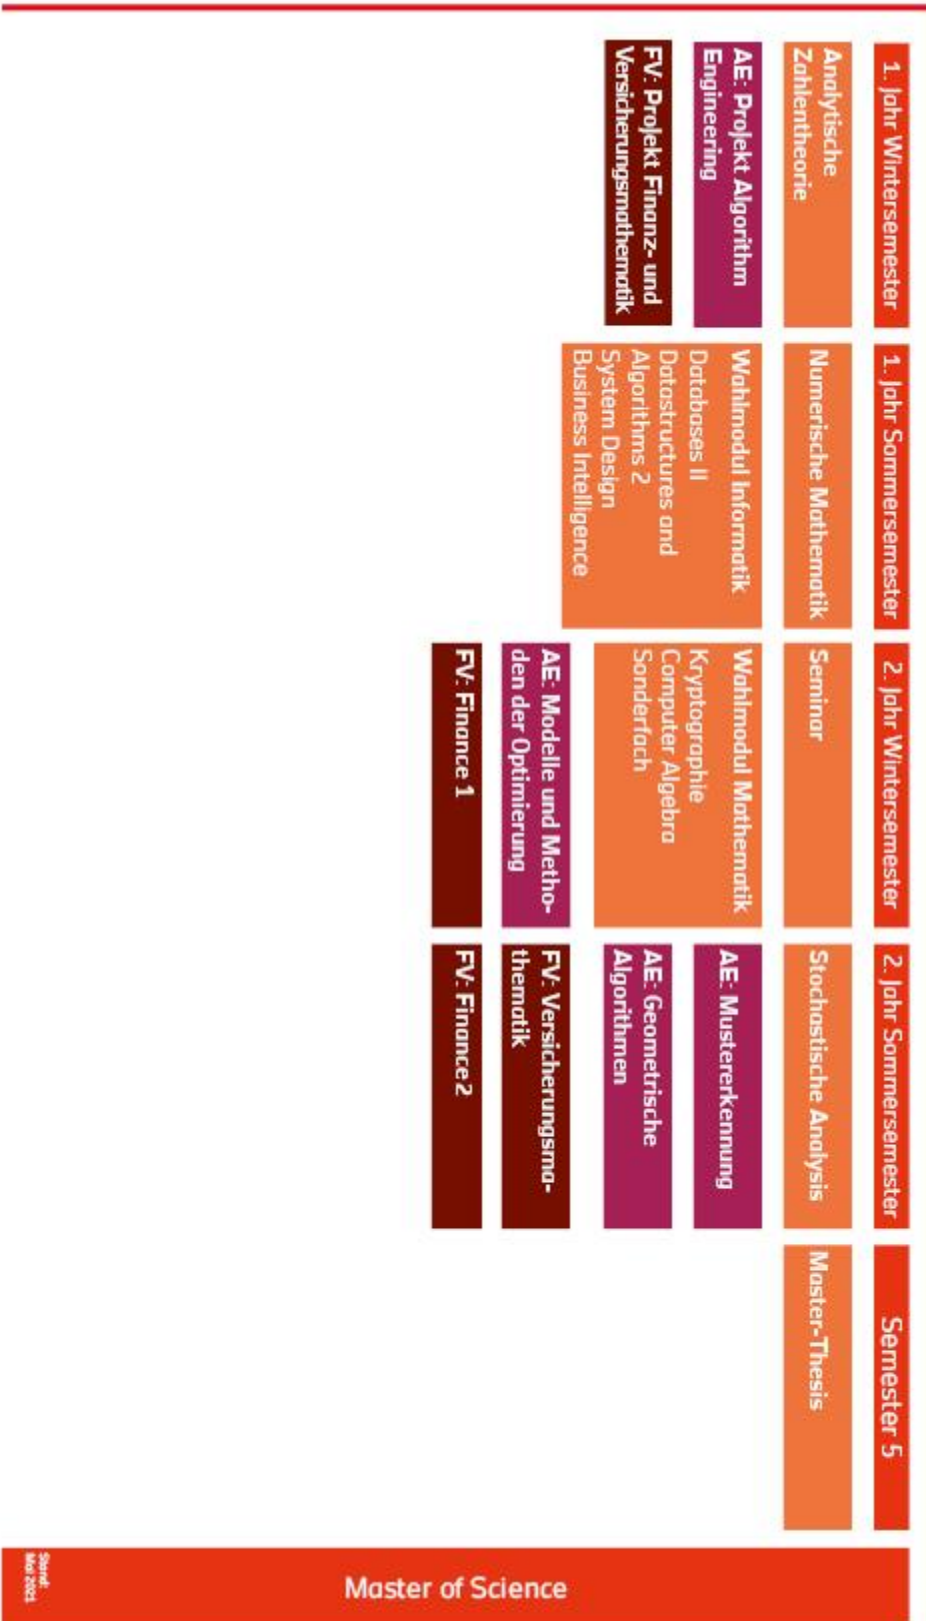 1. Jahr Wintersemester
Analytische
Zahlentheorie
AE: Projekt Algorithm
Engineering
FV: Projekt Finanz- und
Versicherungsmathematik
1. Jahr Sommersemester
Numerische Mathematik
Wahlmodul Informatik
Databases II
Datastructures and
Algorithms 2
System Design
Business Intelligence
2. Jahr Wintersemester
Seminar
Wahlmodul Mathematik
Kryptographie
Computer Algebra
Sonderfach
AE: Modelle und Metho-
den der Optimierung
FV: Finance 1
2. Jahr Sommersemester
Stochastische Analysis
AE: Mustererkennung
AE: Geometrische
Algorithmen
FV: Versicherungsma-
thematik
FV: Finance 2
Semester 5
Master-Thesis
Master of Science
Stand:
Mai 2021